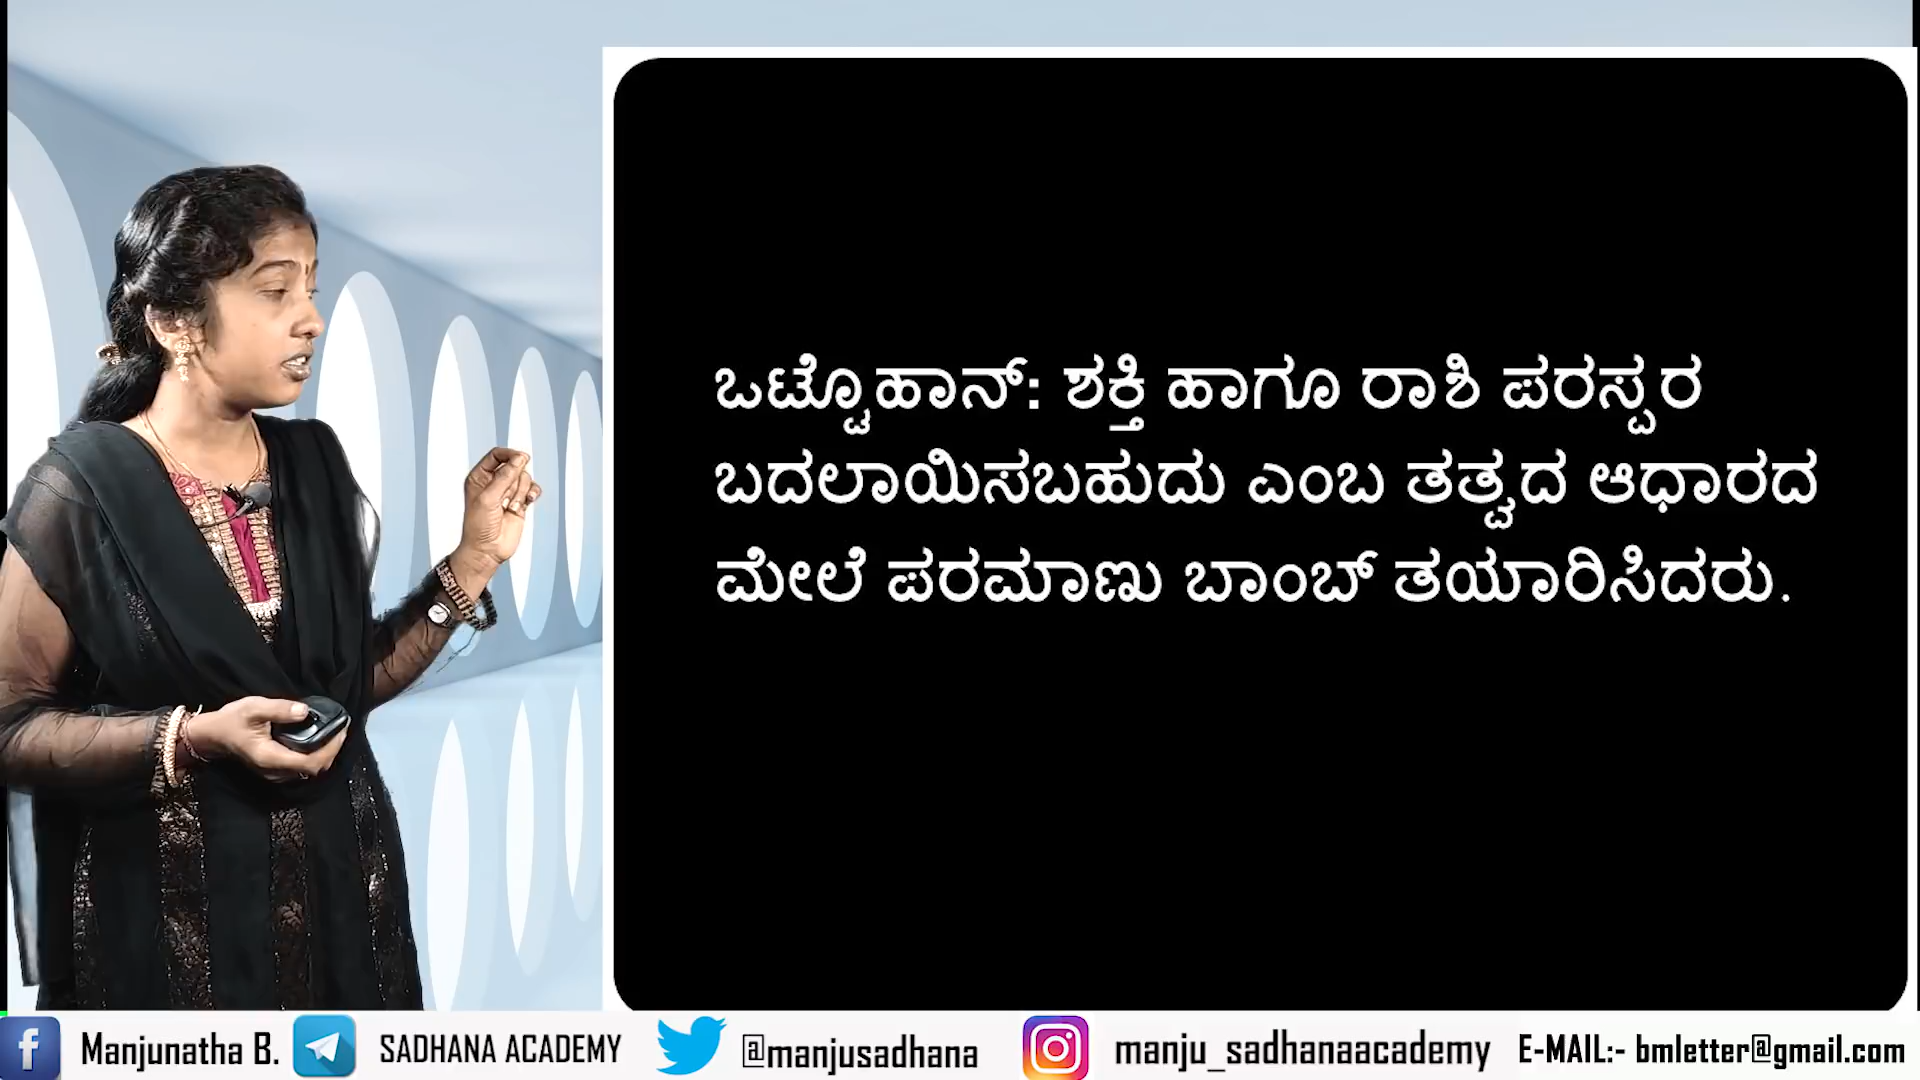 ಒಟ್ಟೊಹಾನ್: ಶಕ್ತಿ ಹಾಗೂ ರಾಶಿ ಪರಸ್ಪರ
ಬದಲಾಯಿಸಬಹುದು ಎಂಬ ತತ್ವದ ಆಧಾರದ
ಮೇಲೆ ಪರಮಾಣು ಬಾಂಬ್ ತಯಾರಿಸಿದರು.
Manjunatha B. SADHANA ACADEMY @manjusadhana manju_sadhanaacademy E-MAIL:- bmletter@gmail.com